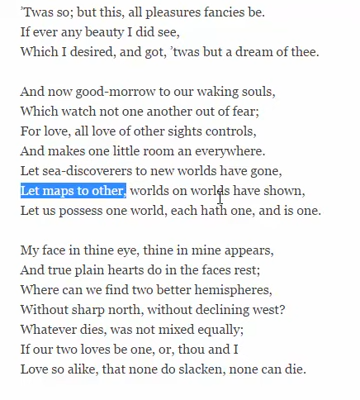 'Twas so; but this, all pleasures fancies be.
If ever any beauty I did see,
Which I desired, and got, ’twas but a dream of thee.
And now good-morrow to our waking souls,
Which watch not one another out of fear;
For love, all love of other sights controls,
And makes one little room an everywhere.
Let sea-discoverers to new worlds have gone,
Let maps to other, worlds on worlds have shown,
Let us possess one world, each hath one, and is one.
My face in thine eye, thine in mine appears,
And true plain hearts do in the faces rest;
Where can we find two better hemispheres,
Without sharp north, without declining west?
Whatever dies, was not mixed equally;
If our two loves be one, or, thou and I
Love so alike, that none do slacken, none can die.